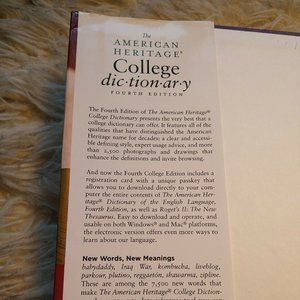 The
AMERICAN
HERITAGE®
College
dic·tion·ar·y
FOURTH EDITION
The Fourth Edition of The American Heritage®
College Dictionary presents the very best that a
college dictionary can offer. It features all of the
qualities that have distinguished the American
Heritage name for decades: a clear and accessi-
ble defining style, expert usage advice, and more
than 2,500 photographs and drawings that
enhance the definitions and invite browsing.
And now the Fourth College Edition includes a
registration card with a unique passkey that
allows you to download directly to your com-
puter the entire contents of The American Her-
itage® Dictionary of the English Language,
Fourth Edition, as well as Roget's II: The New
Thesaurus. Easy to download and operate, and
usable on both Windows® and Mac® platforms,
the electronic version offers even more ways to
learn about our language.
New Words, New Meanings
babydaddy, Iraq War, kombucha, liveblog,
parkour, plutino, reggaetón, shawarma, zipline.
These are among the 7,500 new words that
make The American Heritage® College Diction-